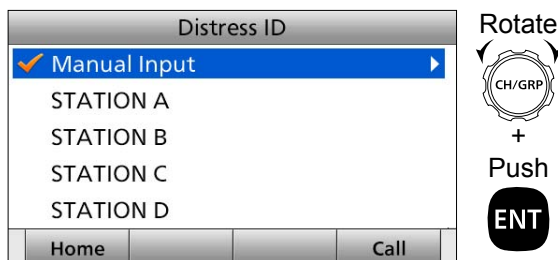 Distress ID
Manual Input
STATION A
STATION B
STATION C
STATION D
Home Call
Rotate
CH/GRP
+
Push
ENT